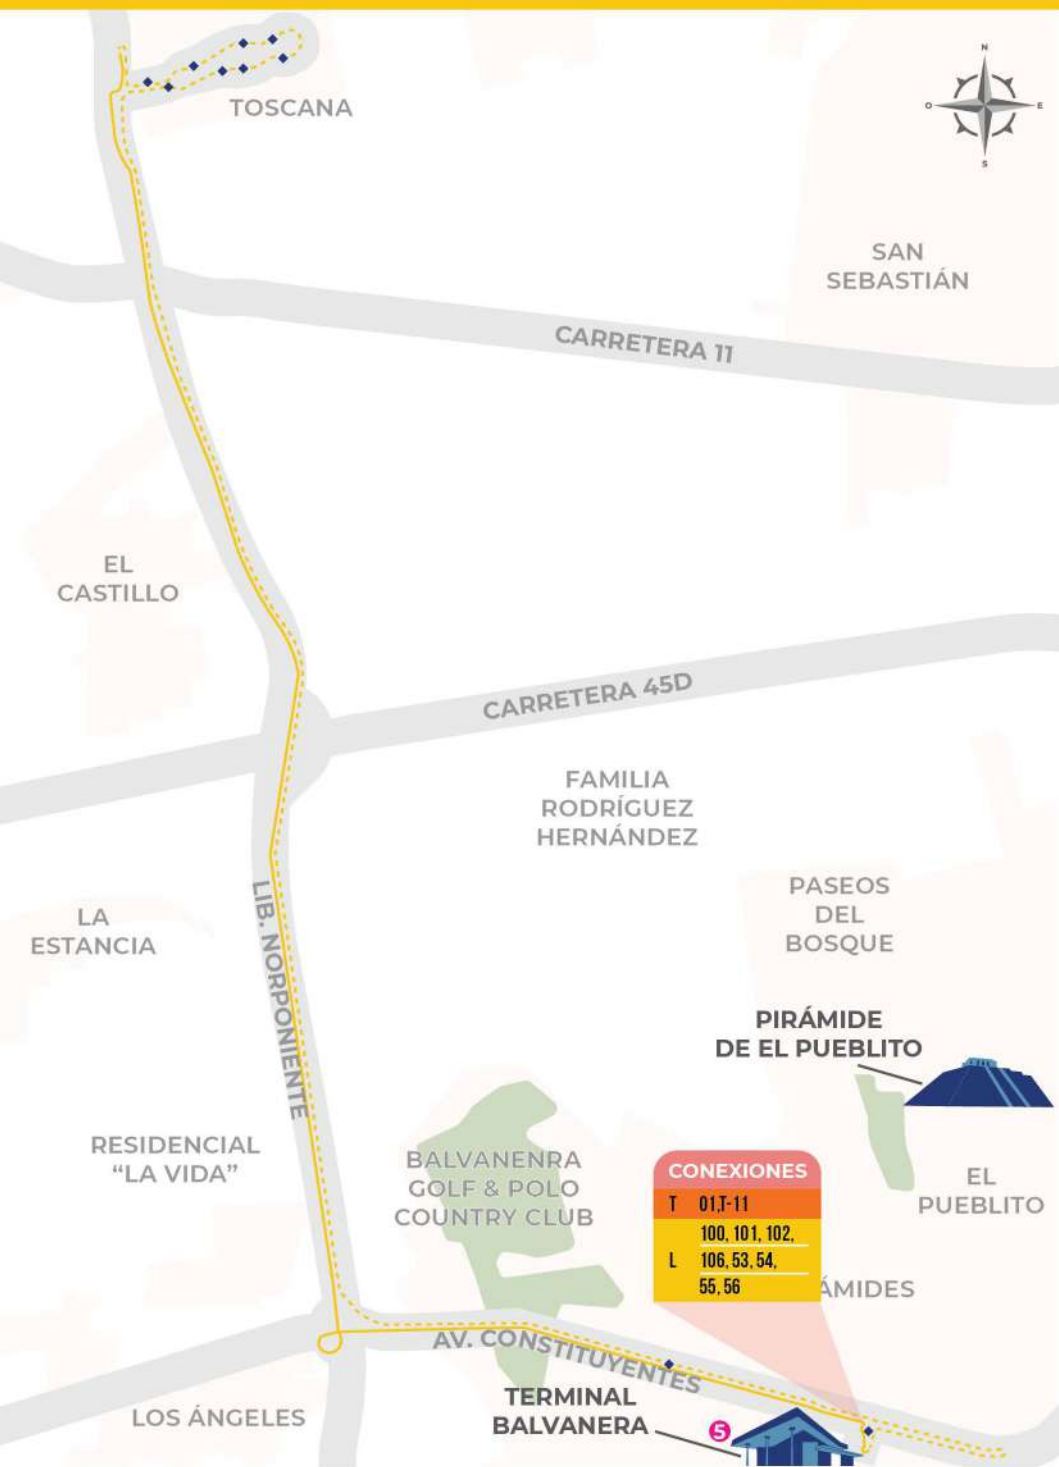 N
O
E
S
TOSCANA
SAN
SEBASTIÁN
CARRETERA 11
EL
CASTILLO
CARRETERA 45D
FAMILIA
RODRÍGUEZ
HERNÁNDEZ
PASEOS
DEL
BOSQUE
LA
ESTANCIA
LIB. NORPONIENTE
PIRÁMIDE
DE EL PUEBLITO
RESIDENCIAL
“LA VIDA”
BALVANENRA
GOLF & POLO
COUNTRY CLUB
CONEXIONES
T 01,T-11
100, 101, 102,
L 106, 53, 54,
55, 56
EL
PUEBLITO
ÁMIDES
AV. CONSTITUYENTES
TERMINAL
BALVANERA
5
LOS ÁNGELES